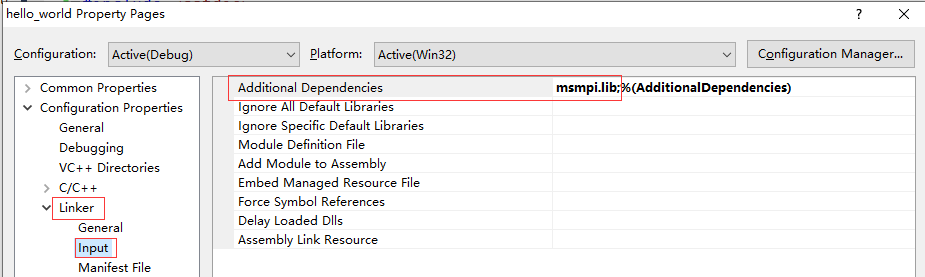 hello_world Property Pages
? ×
Configuration: Active(Debug) Platform: Active(Win32) Configuration Manager...
Common Properties
Configuration Properties
General
Debugging
VC++ Directories
C/C++
Linker
General
Input
Manifest File
Additional Dependencies msmpi.lib;%(AdditionalDependencies)
Ignore All Default Libraries
Ignore Specific Default Libraries
Module Definition File
Add Module to Assembly
Embed Managed Resource File
Force Symbol References
Delay Loaded Dlls
Assembly Link Resource